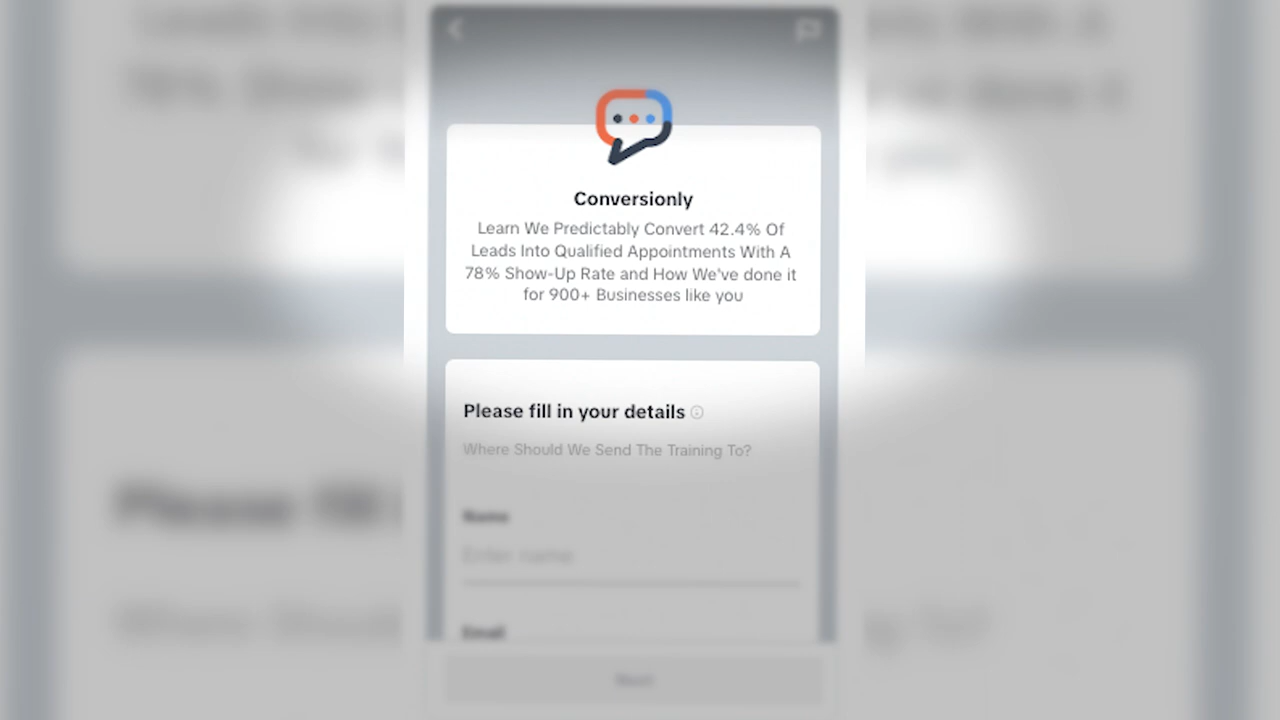 Conversionly
Learn We Predictably Convert 42.4% Of
Leads Into Qualified Appointments With A
78% Show-Up Rate and How We've done it
for 900+ Businesses like you
Please fill in your details
Where Should We Send The Training To?
Name
Enter name
Email